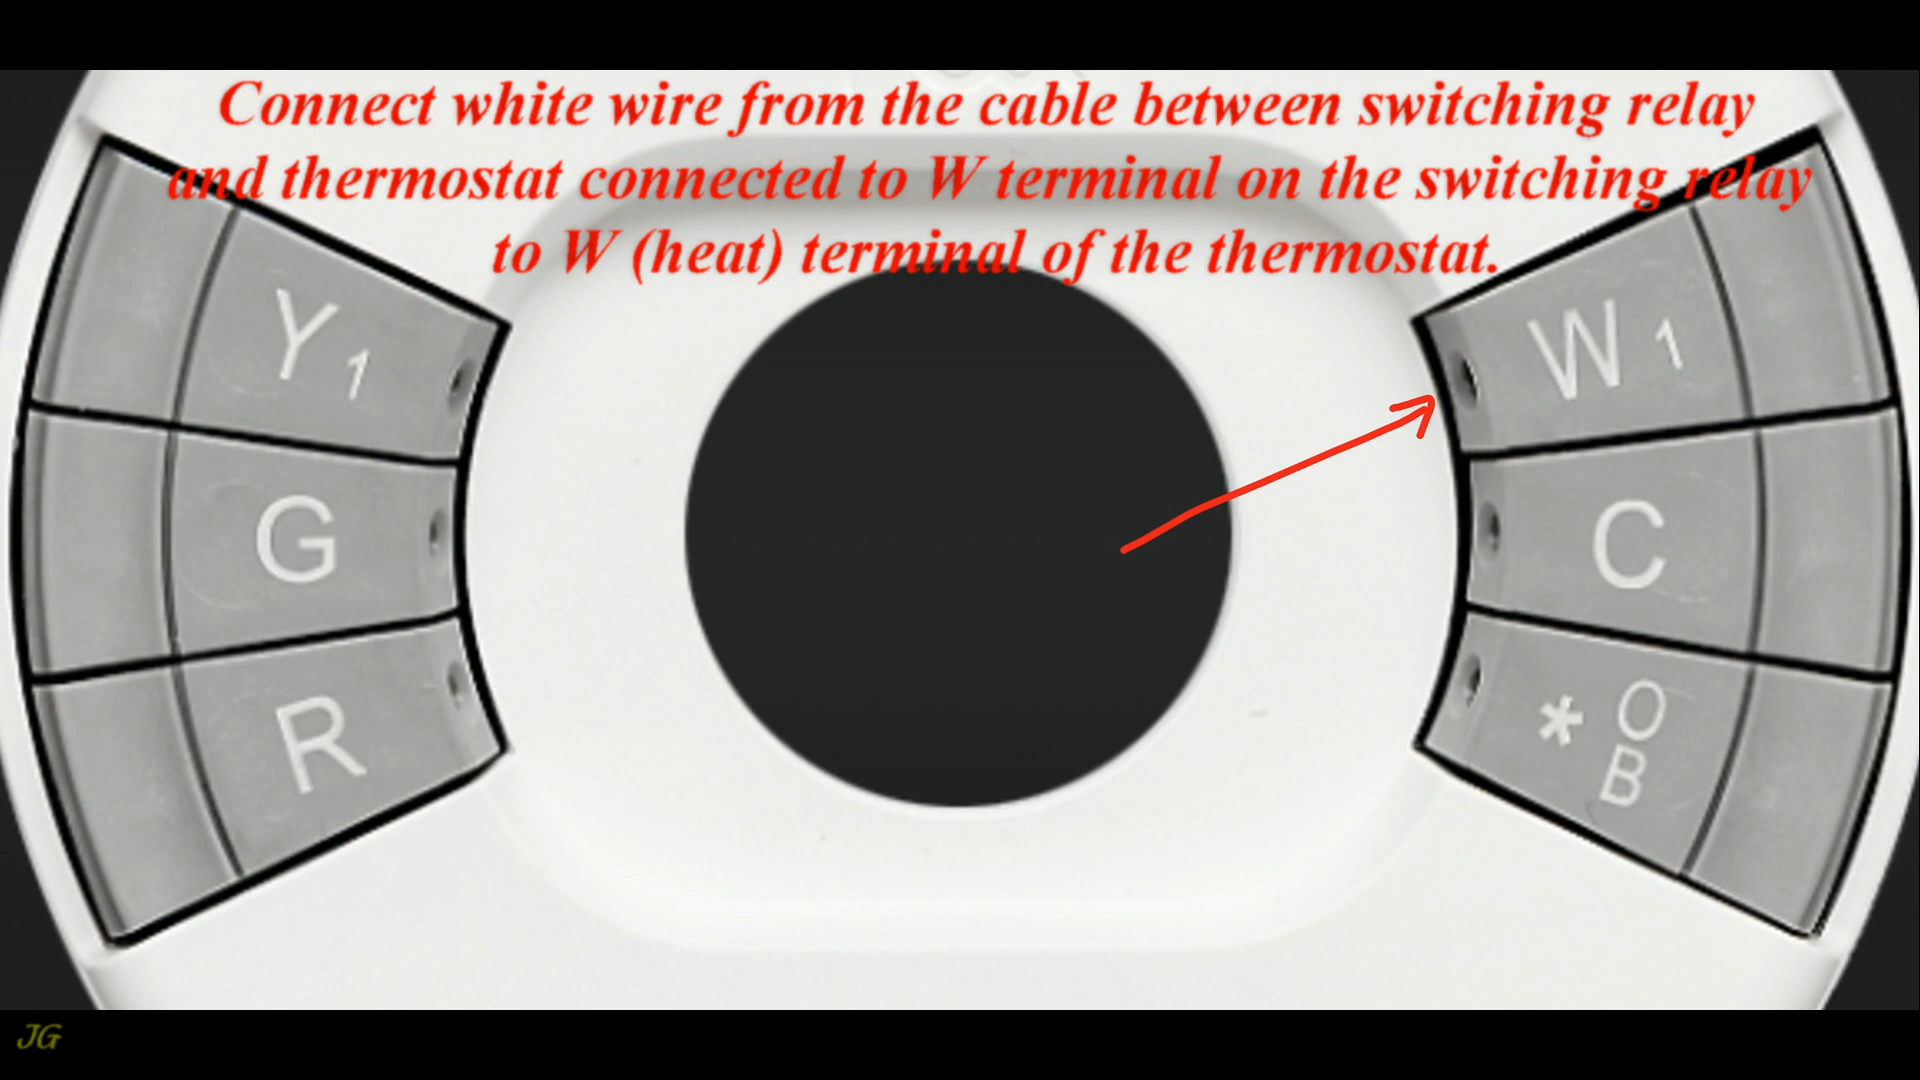 Connect white wire from the cable between switching relay
and thermostat connected to W terminal on the switching relay
to W (heat) terminal of the thermostat.
Y1
W1
G
C
R
* O
B
JG